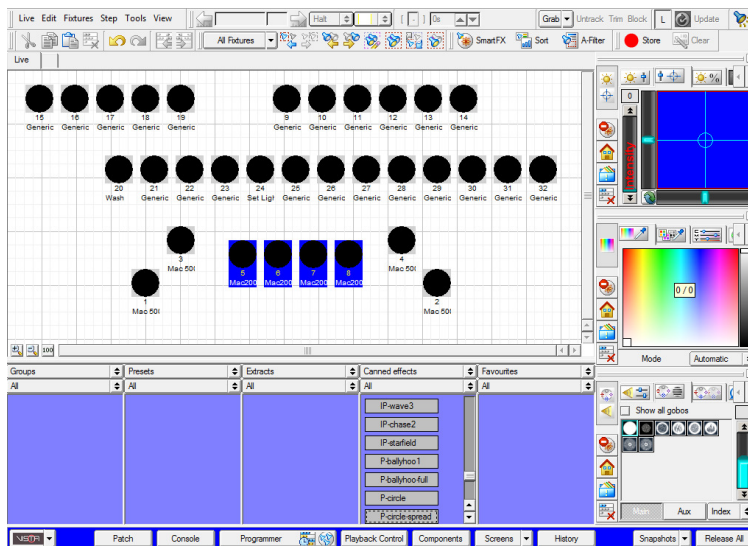 Live Edit Fixtures Step Tools View Halt [ - ] 0s Grab Untrack Trim Block L Update
All Fixtures SmartFX Sort A-Filter Store Clear
Live
15 16 17 18 19 9 10 11 12 13 14
Generic Generic Generic Generic Generic Generic Generic Generic Generic Generic Generic
20 21 22 23 24 25 26 27 28 29 30 31 32
Wash Generic Generic Generic Set Ligh Generic Generic Generic Generic Generic Generic Generic Generic
3 4
Mac 50( Mac 50(
5 6 7 8
Mac200 Mac200 Mac200 Mac200
1 2
Mac 50( Mac 50(
100
0
Intensity
%
0 / 0
Mode Automatic
Groups Presets Extracts Canned effects Favourites
All All All All All
IP-wave3
IP-chase2
IP-starfield
P-ballyhoo1
P-ballyhoo-full
P-circle
P-circle-spread
Show all gobos
Main Aux Index
VISTA Patch Console Programmer Playback Control Components Screens History Snapshots Release All